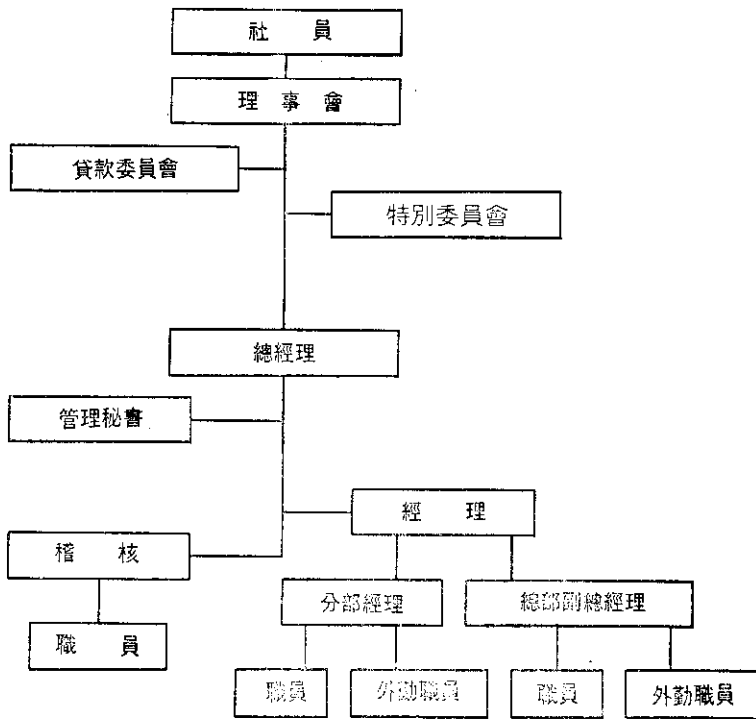 社員
理事會
貸款委員會
特別委員會
總經理
管理秘書
經理
稽核
分部經理
總部副總經理
職員
職員
外勤職員
職員
外勤職員